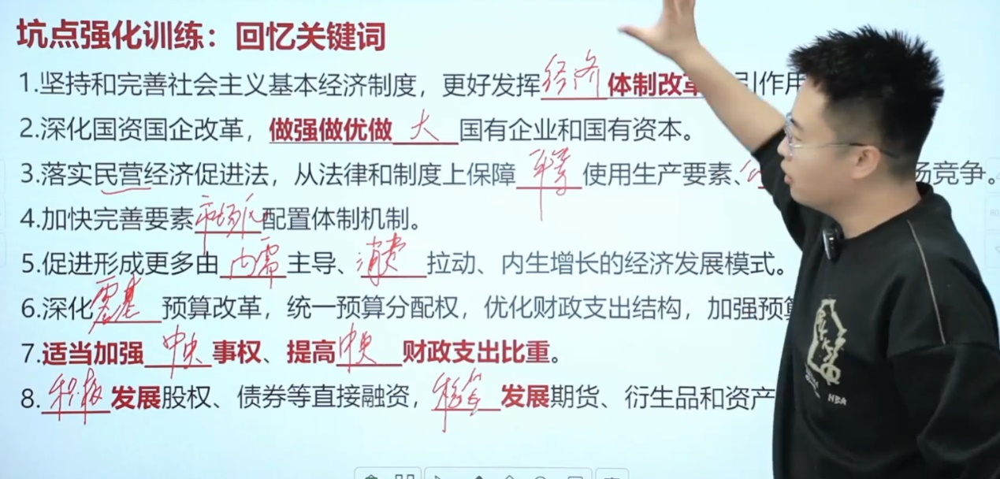 坑点强化训练：回忆关键词
1.坚持和完善社会主义基本经济制度，更好发挥经济体制改革引作用
2.深化国资国企改革，做强做优做大国有企业和国有资本。
3.落实民营经济促进法，从法律和制度上保障平等使用生产要素、公场竞争。
4.加快完善要素市场化配置体制机制。
5.促进形成更多由内需主导、消费拉动、内生增长的经济发展模式。
6.深化零基预算改革，统一预算分配权，优化财政支出结构，加强预算
7.适当加强中央事权、提高中央财政支出比重。
8.积极发展股权、债券等直接融资，稳妥发展期货、衍生品和资产
NBA